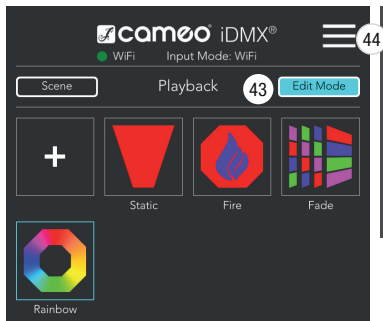 cameo® iDMX®
44
WiFi Input Mode: WiFi
Scene Playback 43 Edit Mode
+
Static Fire Fade
Rainbow